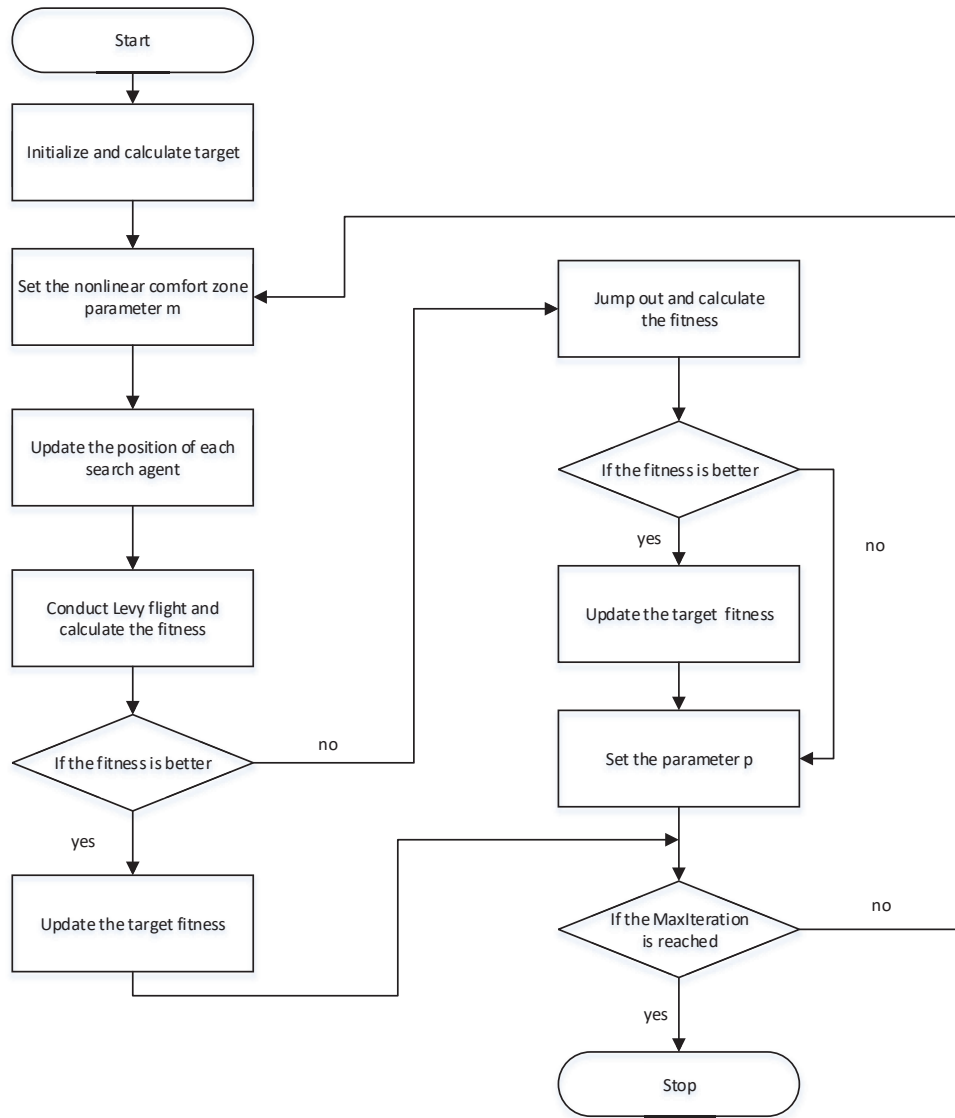 Start
Initialize and calculate target
Set the nonlinear comfort zone
parameter m
Update the position of each
search agent
Conduct Levy flight and
calculate the fitness
If the fitness is better
no
yes
Update the target fitness
Jump out and calculate
the fitness
If the fitness is better
no
yes
Update the target fitness
Set the parameter p
If the MaxIteration
is reached
no
yes
Stop